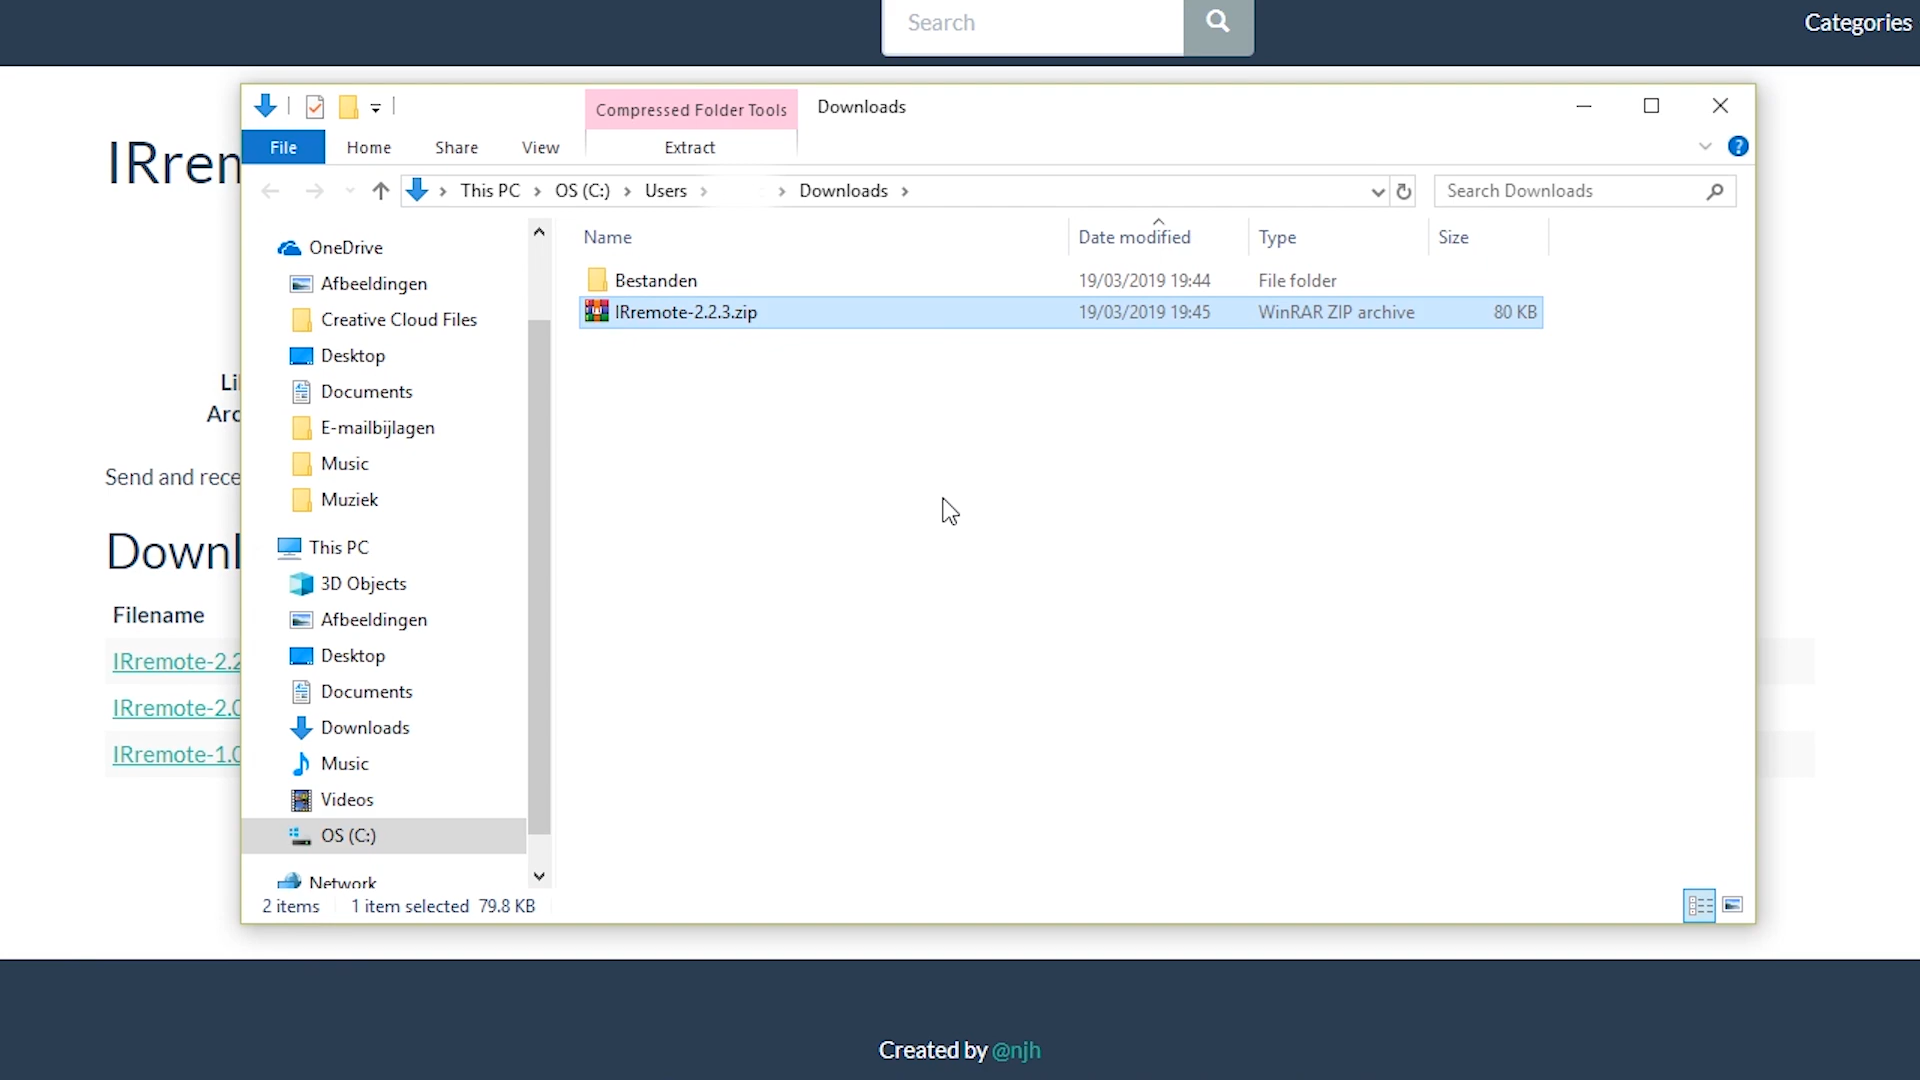 Search
Categories
Compressed Folder Tools
Downloads
File
Home
Share
View
Extract
This PC
OS (C:)
Users
Downloads
Search Downloads
IRrem
Li
Arc
Send and rece
Downl
Filename
IRremote-2.2
IRremote-2.0
IRremote-1.0
OneDrive
Afbeeldingen
Creative Cloud Files
Desktop
Documents
E-mailbijlagen
Music
Muziek
This PC
3D Objects
Afbeeldingen
Desktop
Documents
Downloads
Music
Videos
OS (C:)
Network
Name
Date modified
Type
Size
Bestanden
19/03/2019 19:44
File folder
IRremote-2.2.3.zip
19/03/2019 19:45
WinRAR ZIP archive
80 KB
2 items
1 item selected 79.8 KB
Created by @njh